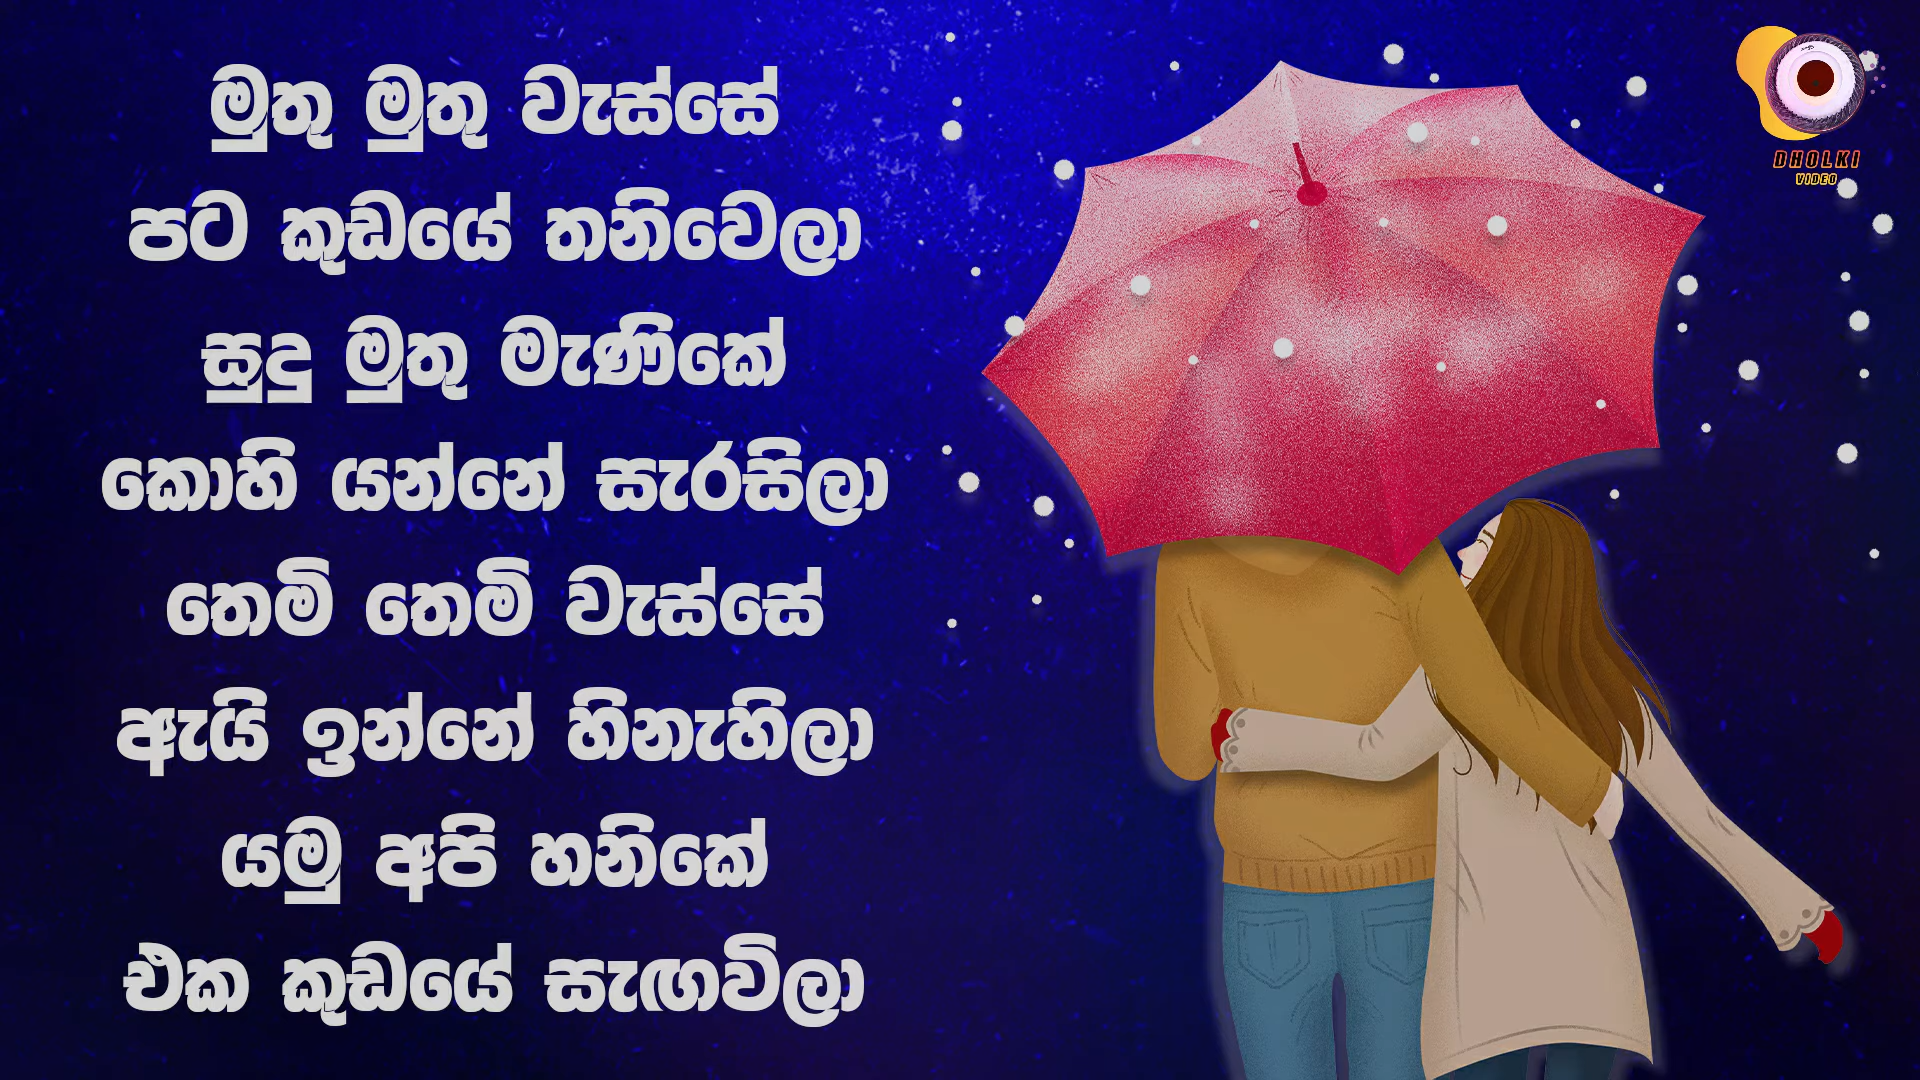 මුතු මුතු වැස්සේ
පට කුඩයේ තනිවෙලා
සුදු මුතු මැණිකේ
කොහි යන්නේ සැරසිලා
තෙමි තෙමි වැස්සේ
ඇයි ඉන්නේ හිනැහිලා
යමු අපි හනිකේ
එක කුඩයේ සැඟවිලා
DHOLKI
VIDEO